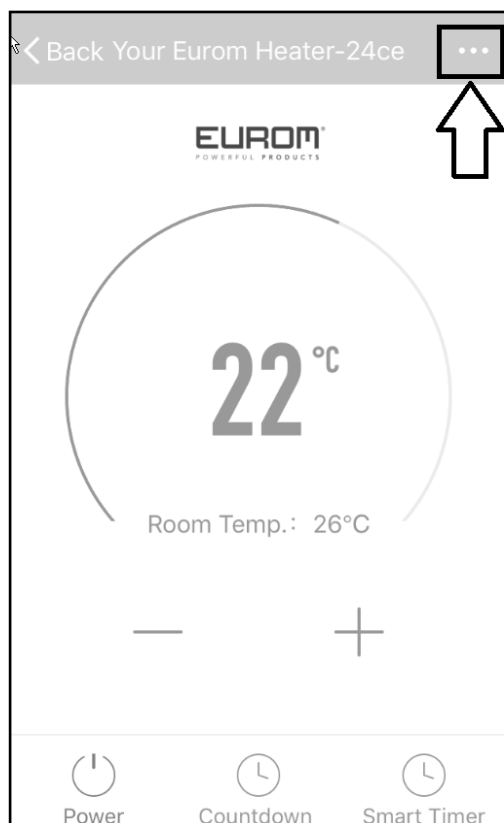 Back Your Eurom Heater-24ce ...
EUROM
POWERFUL PRODUCTS
22 °C
Room Temp.: 26°C
Power Countdown Smart Timer